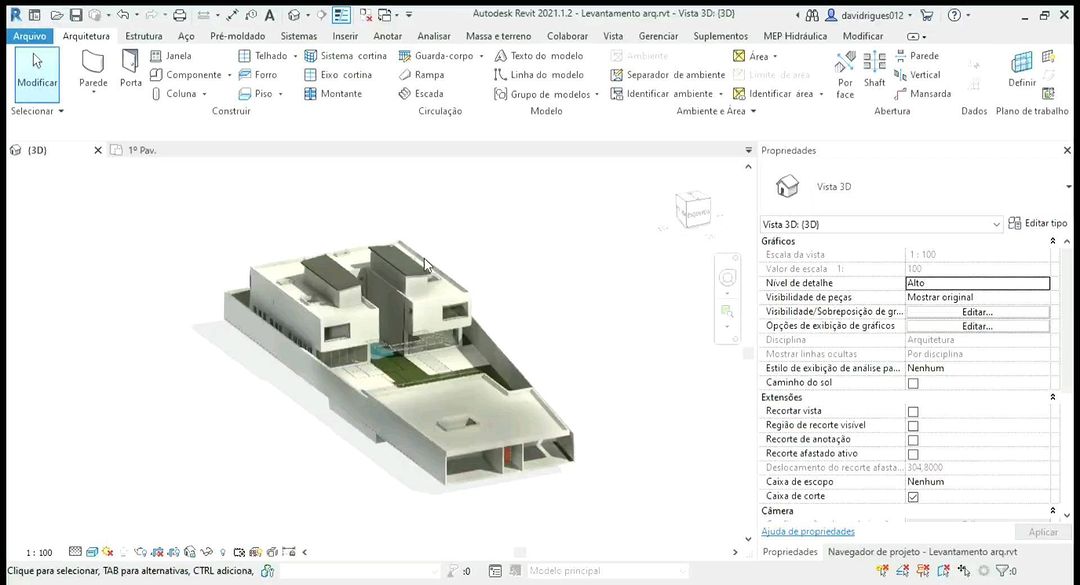 Autodesk Revit 2021.1.2 - Levantamento arq.rvt - Vista 3D: {3D}
davidrigues012
Arquivo Arquitetura Estrutura Aço Pré-moldado Sistemas Inserir Anotar Analisar Massa e terreno Colaborar Vista Gerenciar Suplementos MEP Hidráulica Modificar
Modificar
Parede
Porta
Janela
Componente
Coluna
Telhado
Forro
Piso
Sistema cortina
Eixo cortina
Montante
Guarda-corpo
Rampa
Escada
Texto do modelo
Linha do modelo
Grupo de modelos
Ambiente
Separador de ambiente
Identificar ambiente
Área
Limite de área
Identificar área
Por face
Shaft
Parede
Vertical
Mansarda
Definir
Selecionar
Construir
Circulação
Modelo
Ambiente e Área
Abertura
Dados
Plano de trabalho
{3D}
1º Pav.
Propriedades
Vista 3D
Vista 3D: {3D}
Editar tipo
Gráficos
Escala da vista 1 : 100
Valor de escala 1: 100
Nível de detalhe Alto
Visibilidade de peças Mostrar original
Visibilidade/Sobreposição de gr... Editar...
Opções de exibição de gráficos Editar...
Disciplina Arquitetura
Mostrar linhas ocultas Por disciplina
Estilo de exibição de análise pa... Nenhum
Caminho do sol
Extensões
Recortar vista
Região de recorte visível
Recorte de anotação
Recorte afastado ativo
Deslocamento do recorte afasta... 304,8000
Caixa de escopo Nenhum
Caixa de corte
Câmera
Ajuda de propriedades
Aplicar
Propriedades
Navegador de projeto - Levantamento arq.rvt
1 : 100
Clique para selecionar, TAB para alternativas, CTRL adiciona,
:0
Modelo principal
:0